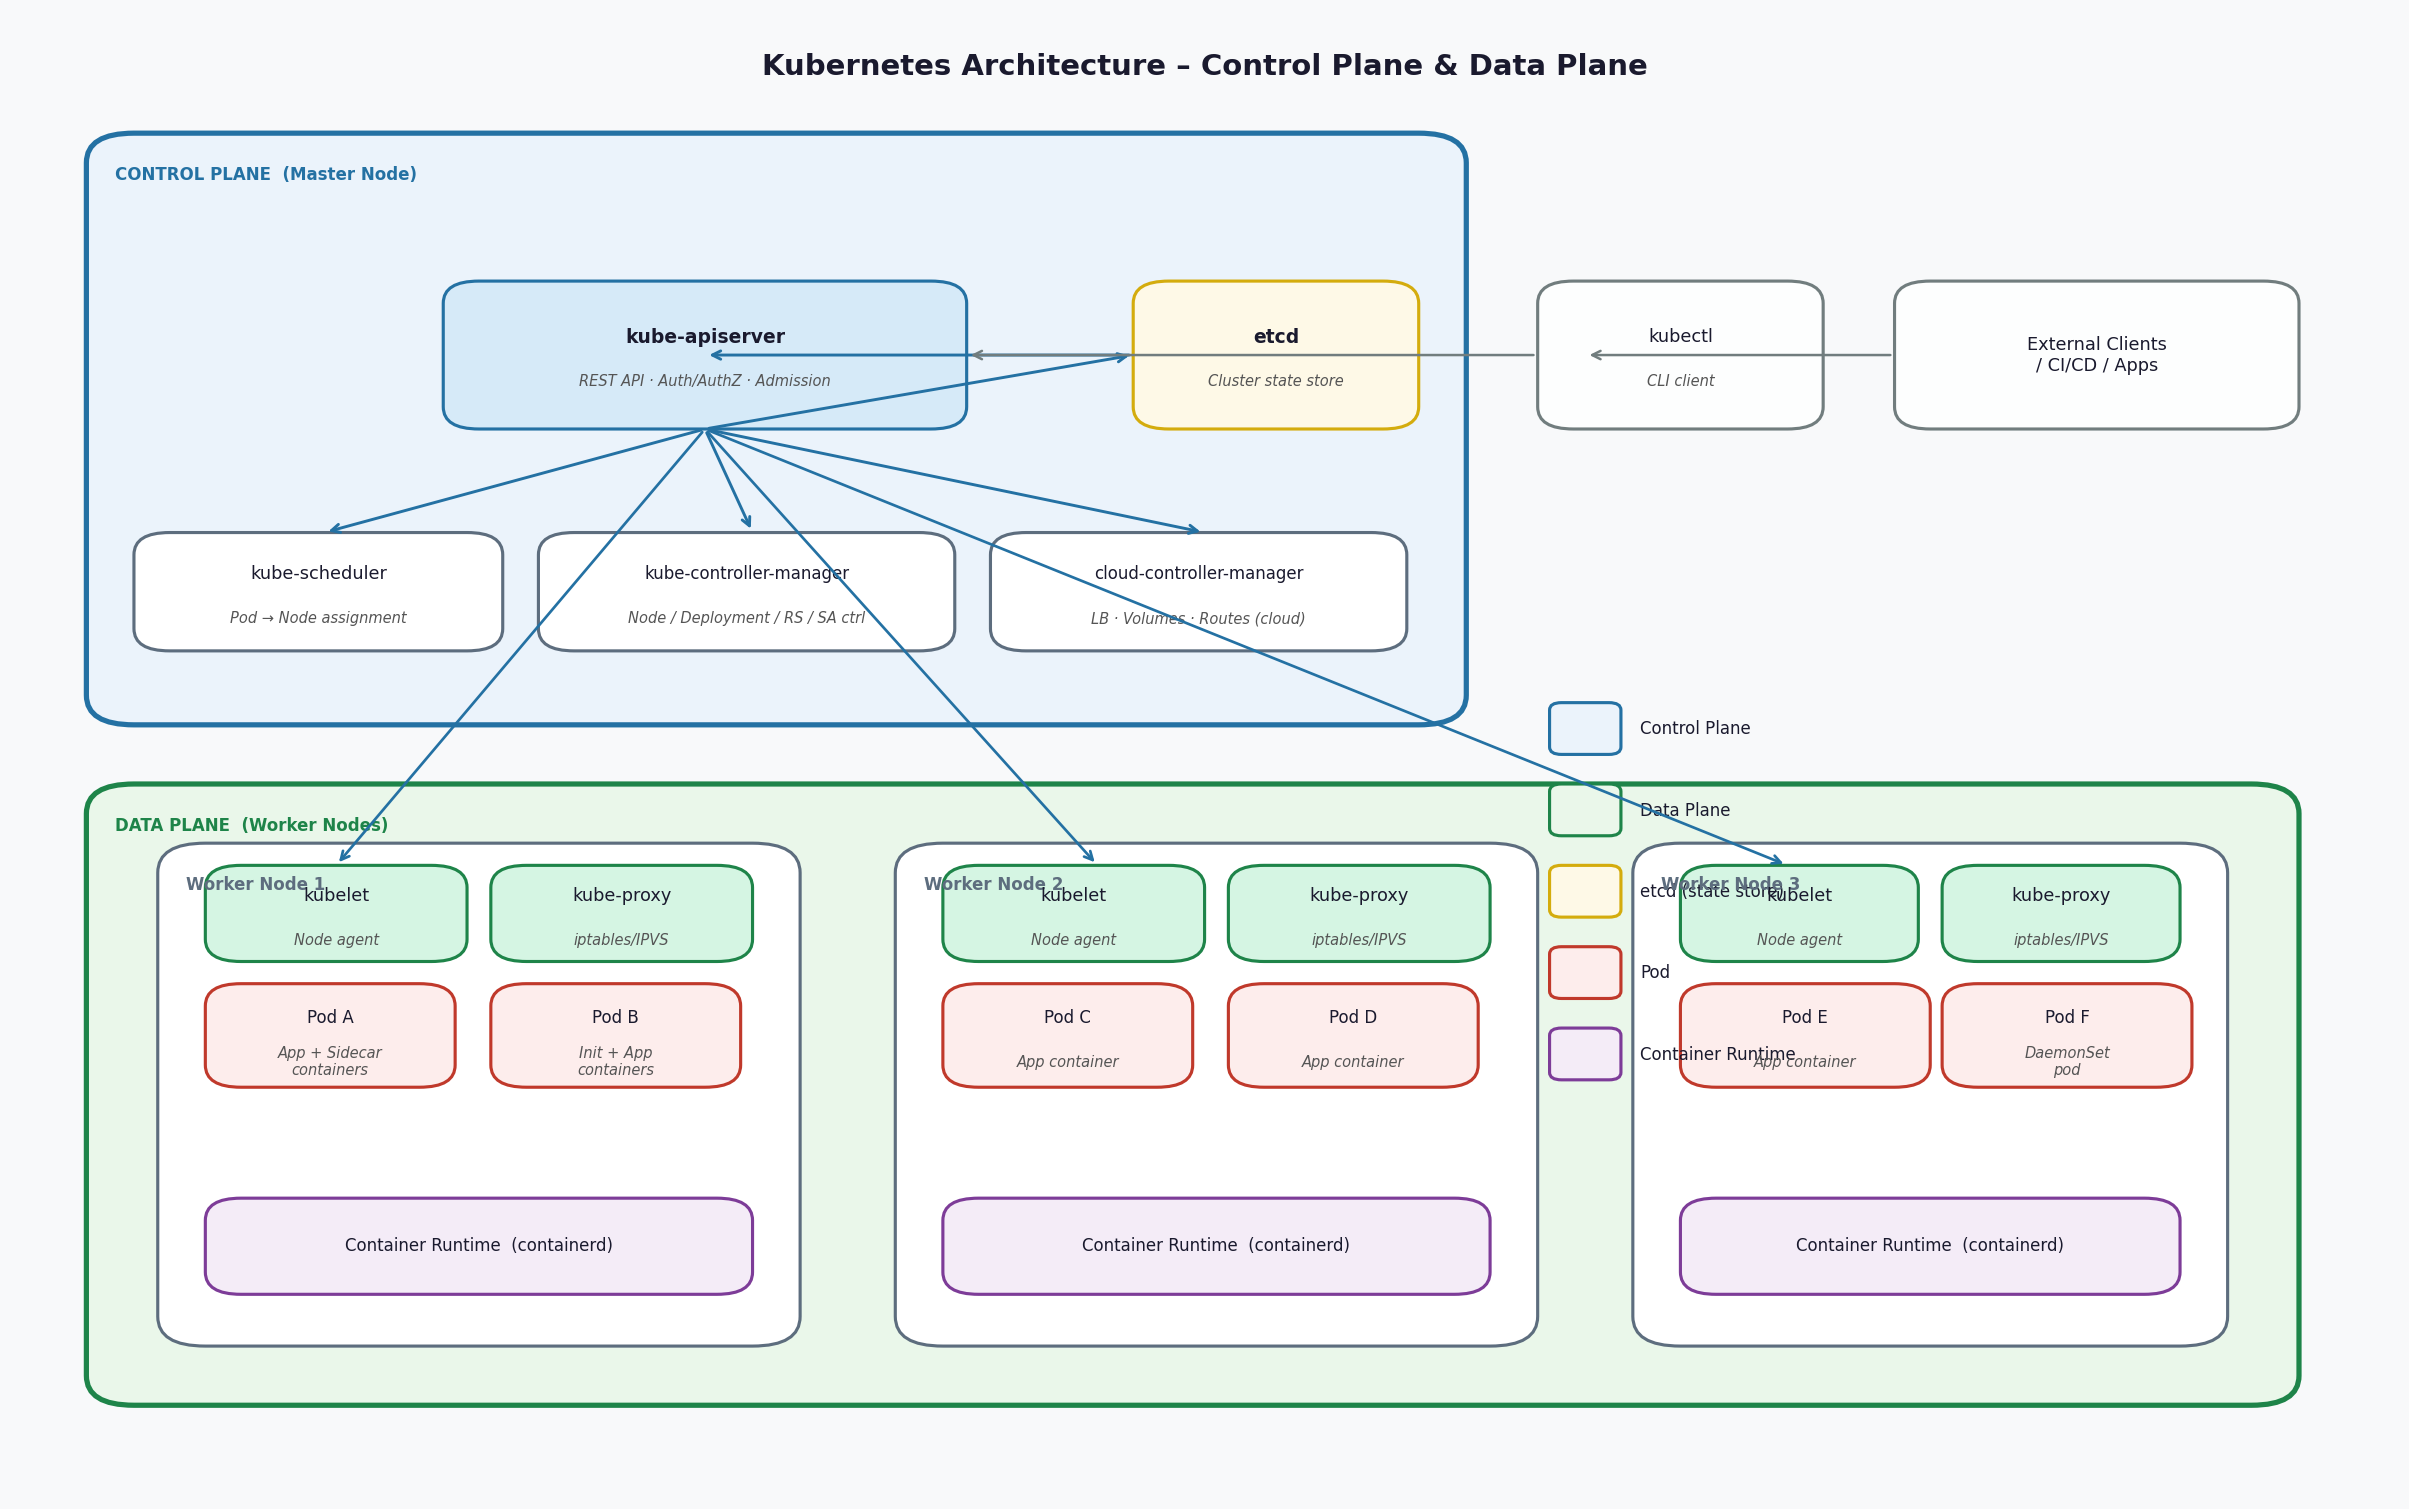 Kubernetes Architecture – Control Plane & Data Plane
CONTROL PLANE  (Master Node)
kube-apiserver
REST API · Auth/AuthZ · Admission
etcd
Cluster state store
kubectl
CLI client
External Clients
/ CI/CD / Apps
kube-scheduler
Pod → Node assignment
kube-controller-manager
Node / Deployment / RS / SA ctrl
cloud-controller-manager
LB · Volumes · Routes (cloud)
Control Plane
Data Plane
etcd (state store)
Pod
Container Runtime
DATA PLANE  (Worker Nodes)
Worker Node 1
kubelet
Node agent
kube-proxy
iptables/IPVS
Pod A
App + Sidecar
containers
Pod B
Init + App
containers
Container Runtime  (containerd)
Worker Node 2
kubelet
Node agent
kube-proxy
iptables/IPVS
Pod C
App container
Pod D
App container
Container Runtime  (containerd)
Worker Node 3
kubelet
Node agent
kube-proxy
iptables/IPVS
Pod E
App container
Pod F
DaemonSet
pod
Container Runtime  (containerd)